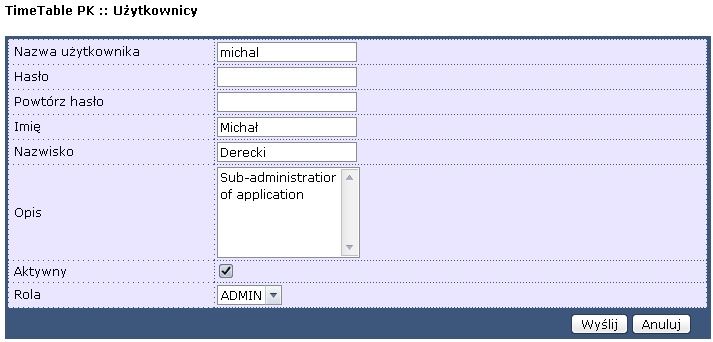 TimeTable PK :: Użytkownicy
Nazwa użytkownika michal
Hasło
Powtórz hasło
Imię Michał
Nazwisko Derecki
Opis Sub-administratior
of application
Aktywny
Rola ADMIN
Wyślij Anuluj